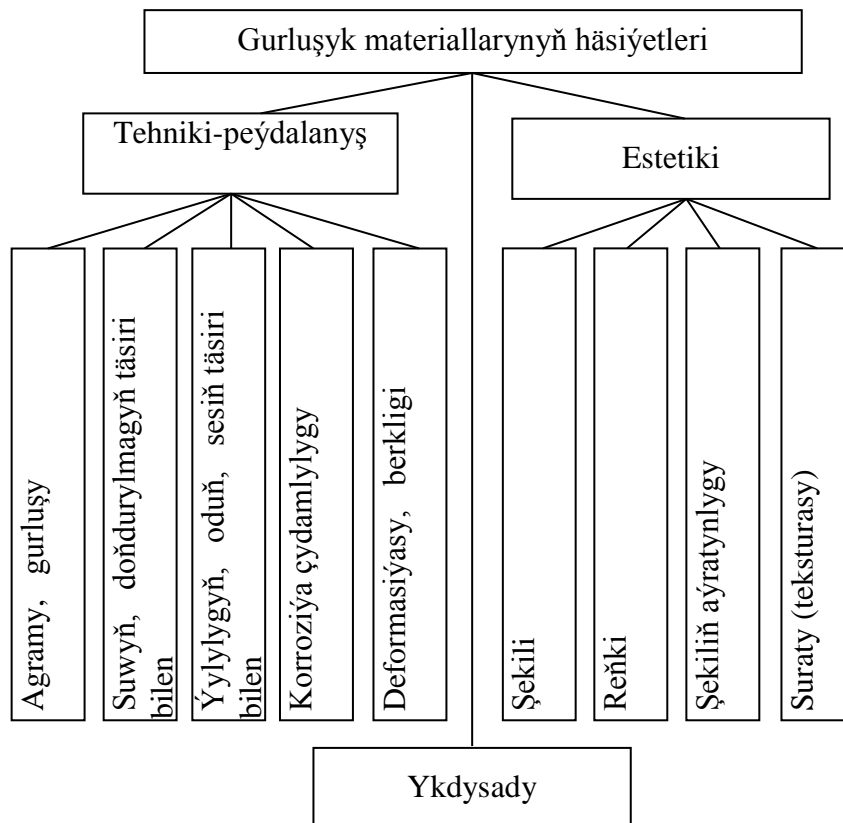 Gurluşyk materiallarynyň häsiýetleri
Tehniki-peýdalanyş
Estetiki
Agramy, gurluşy
Suwyň, doňdurylmagyň täsiri
bilen
Ýylylygyň, oduň, sesiň täsiri
bilen
Korroziýa çydamlylygy
Deformasiýasy, berkligi
Şekili
Reňki
Şekiliň aýratynlygy
Suraty (teksturasy)
Ykdysady